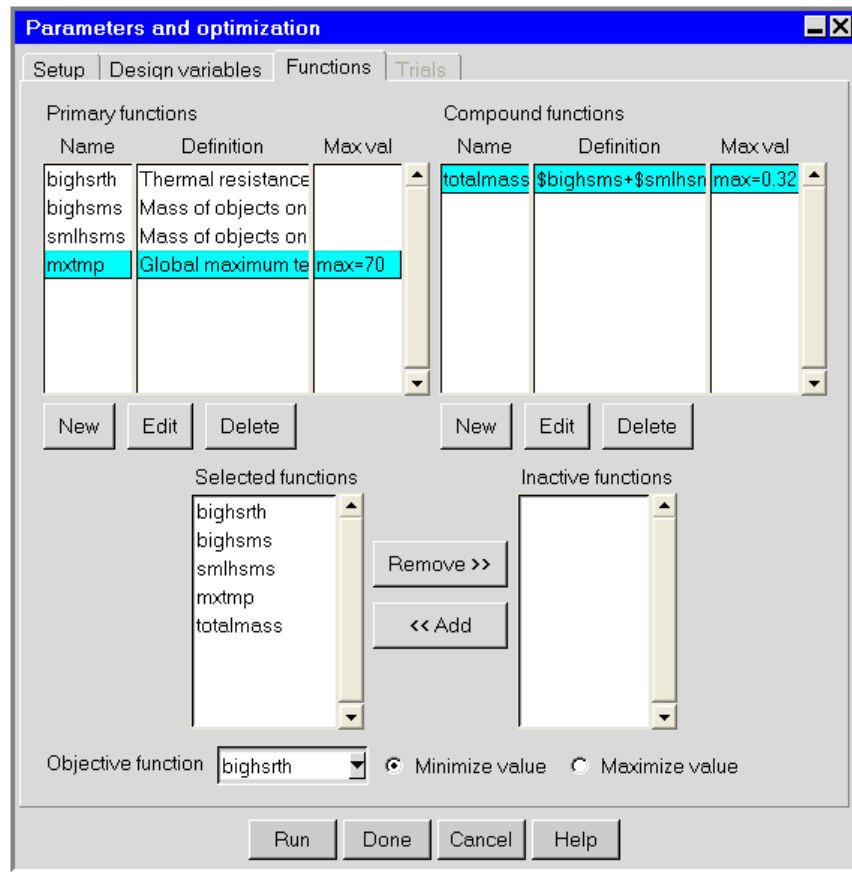 Parameters and optimization
Setup Design variables Functions Trials
Primary functions Compound functions
Name Definition Max val Name Definition Max val
bighsrth Thermal resistance totalmass $bighsms+$smlhsn max=0.32
bighsms Mass of objects on
smlhsms Mass of objects on
mxtmp Global maximum te max=70
New Edit Delete New Edit Delete
Selected functions Inactive functions
bighsrth
bighsms
smlhsms
mxtmp
totalmass
Remove >>
<< Add
Objective function bighsrth Minimize value Maximize value
Run Done Cancel Help